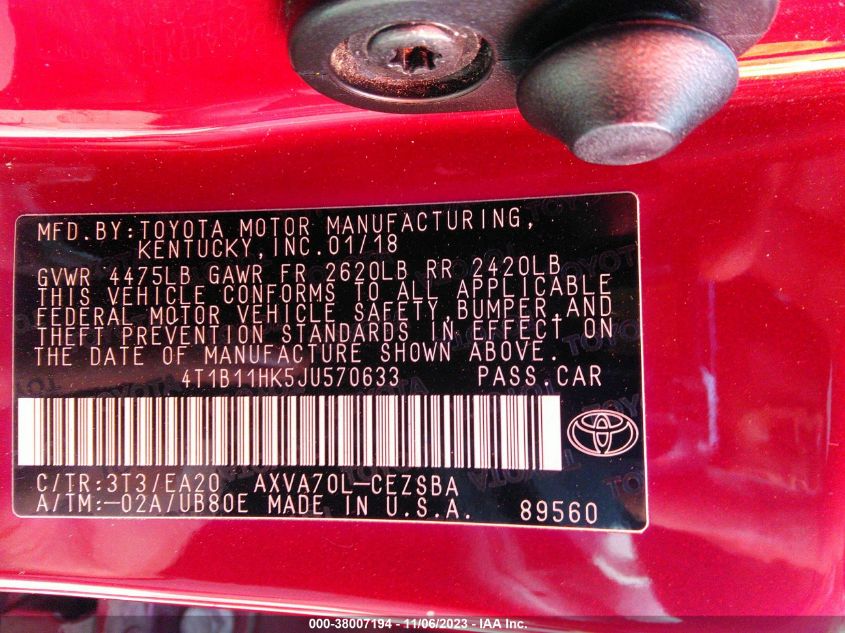 MFD.BY:TOYOTA MOTOR MANUFACTURING,
KENTUCKY,INC.01/18
GVWR 4475LB GAWR FR 2620LB RR 2420LB
THIS VEHICLE CONFORMS TO ALL APPLICABLE
FEDERAL MOTOR VEHICLE SAFETY,BUMPER,AND
THEFT PREVENTION STANDARDS IN EFFECT ON
THE DATE OF MANUFACTURE SHOWN ABOVE.
4T1B11HK5JU570633 PASS.CAR
C/TR:3T3/EA20 AXVA70L-CEZSBA
A/TM:-02A/UB80E MADE IN U.S.A. 89560
000-38007194 - 11/06/2023 - IAA Inc.